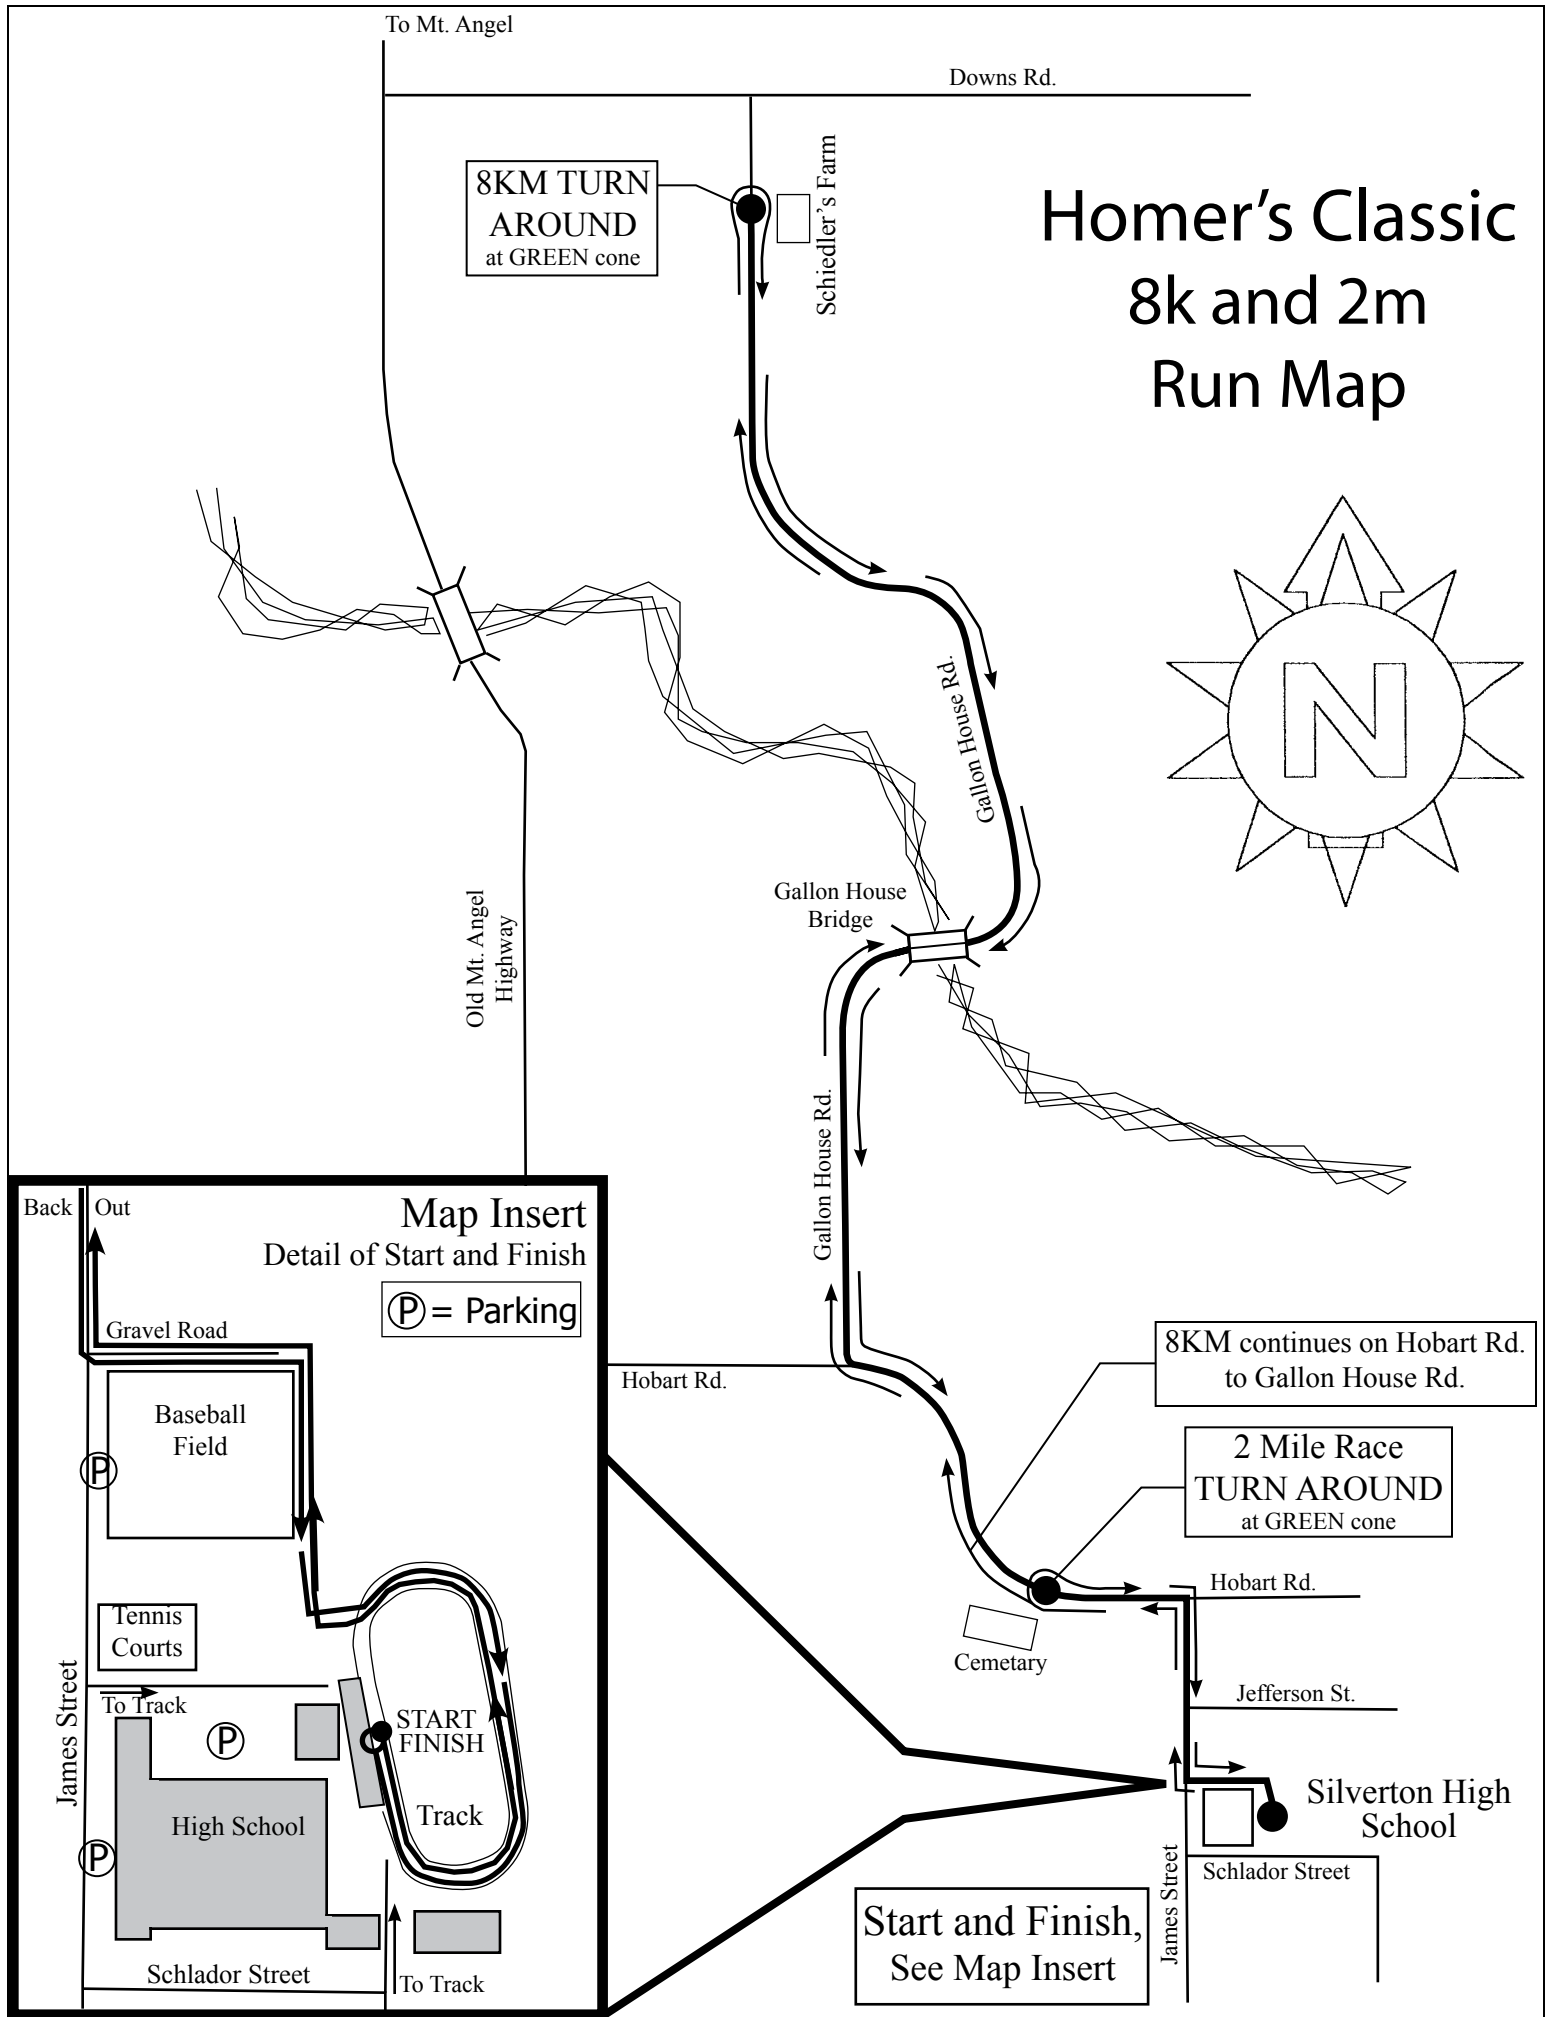 To Mt. Angel
Downs Rd.
8KM TURN
AROUND
at GREEN cone
Schiedler's Farm
Homer's Classic
8k and 2m
Run Map
N
Gallon House Rd.
Gallon House
Bridge
Old Mt. Angel
Highway
Gallon House Rd.
Back
Out
Map Insert
Detail of Start and Finish
P = Parking
Gravel Road
Baseball
Field
P
Tennis
Courts
To Track
James Street
P
START
FINISH
Track
High School
P
Schlador Street
To Track
Hobart Rd.
8KM continues on Hobart Rd.
to Gallon House Rd.
2 Mile Race
TURN AROUND
at GREEN cone
Hobart Rd.
Cemetary
Jefferson St.
Silverton High
School
Schlador Street
James Street
Start and Finish,
See Map Insert